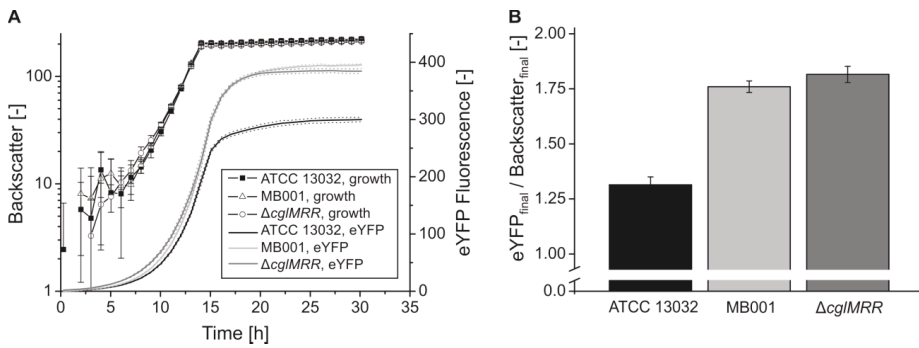 A
Backscatter [-]
100
10
1
0
5
10
15
20
25
30
35
Time [h]
400
300
200
100
0
eYFP Fluorescence [-]
ATCC 13032, growth
MB001, growth
ΔcglMRR, growth
ATCC 13032, eYFP
MB001, eYFP
ΔcglMRR, eYFP
B
eYFPfinal / Backscatterfinal [-]
2.00
1.75
1.50
1.25
1.00
0.0
ATCC 13032
MB001
ΔcglMRR